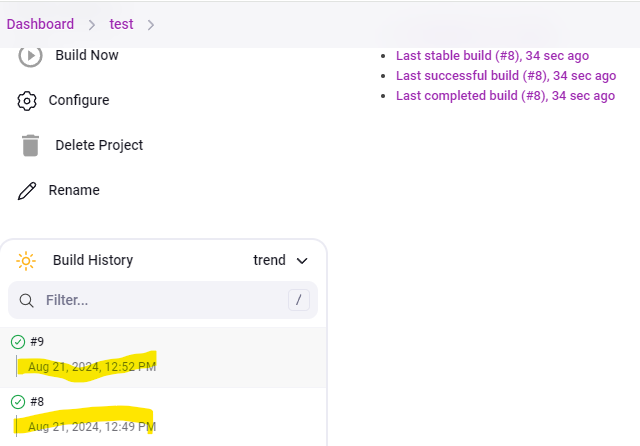 Dashboard > test >
Build Now
Configure
Delete Project
Rename
• Last stable build (#8), 34 sec ago
• Last successful build (#8), 34 sec ago
• Last completed build (#8), 34 sec ago
Build History trend
Filter... /
#9
Aug 21, 2024, 12:52 PM
#8
Aug 21, 2024, 12:49 PM